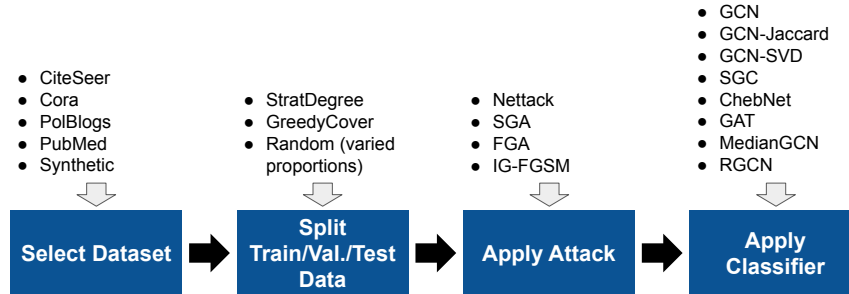 ● CiteSeer
● Cora
● PolBlogs
● PubMed
● Synthetic
Select Dataset
● StratDegree
● GreedyCover
● Random (varied
proportions)
Split
Train/Val./Test
Data
● Nettack
● SGA
● FGA
● IG-FGSM
Apply Attack
● GCN
● GCN-Jaccard
● GCN-SVD
● SGC
● ChebNet
● GAT
● MedianGCN
● RGCN
Apply
Classifier